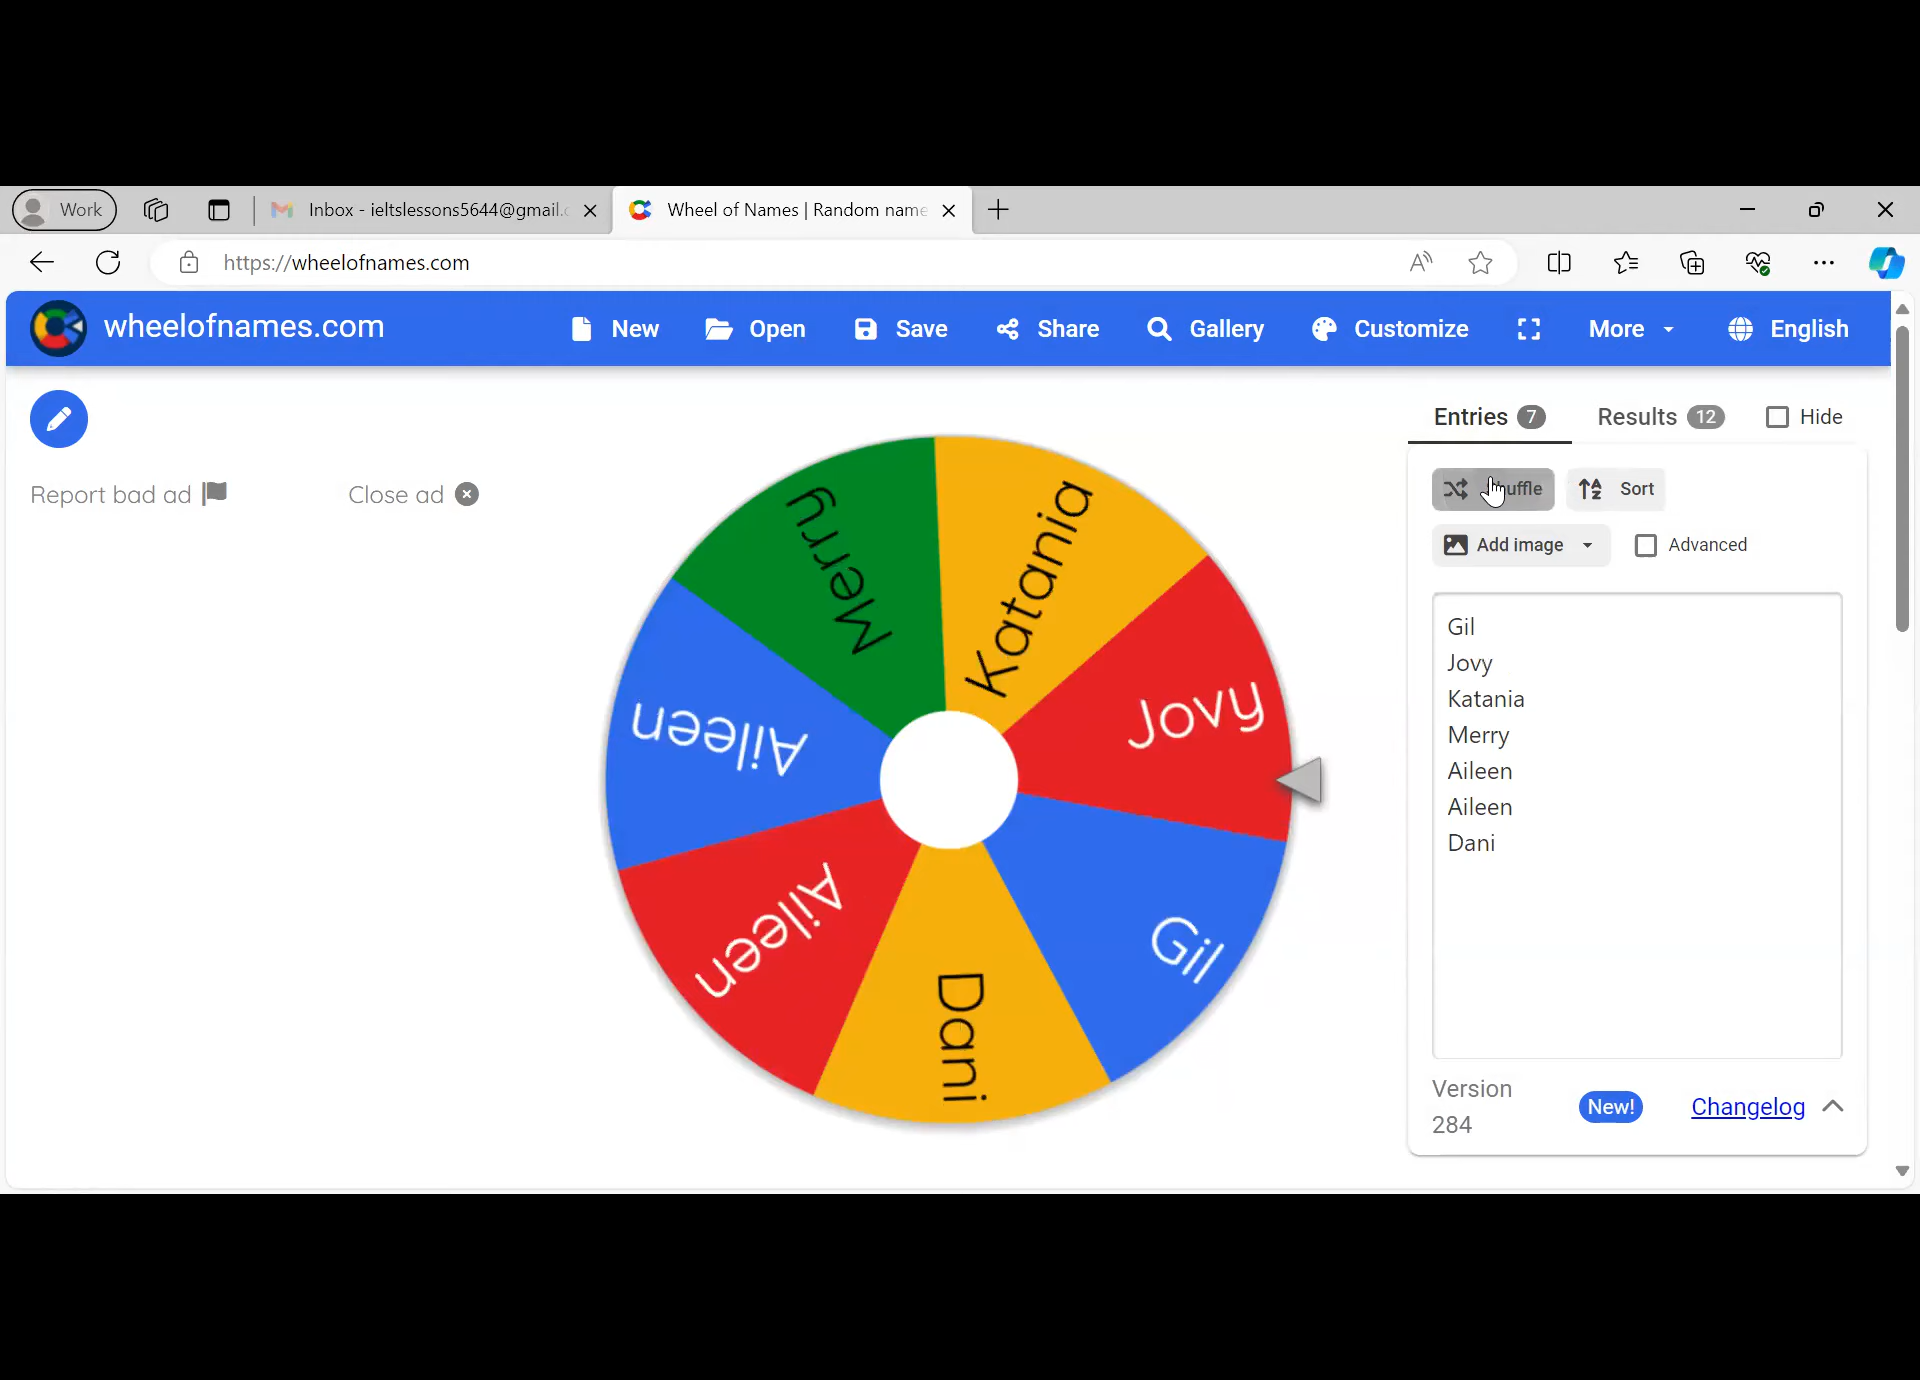 Work
Inbox - ieltslessons5644@gmail.c
Wheel of Names | Random name
https://wheelofnames.com
wheelofnames.com
New
Open
Save
Share
Gallery
Customize
More
English
Entries 7
Results 12
Hide
Report bad ad
Close ad
uffle
Sort
Add image
Advanced
Merry
Katania
Jovy
Aileen
Aileen
Dani
Gil
Gil
Jovy
Katania
Merry
Aileen
Aileen
Dani
Version
284
New!
Changelog